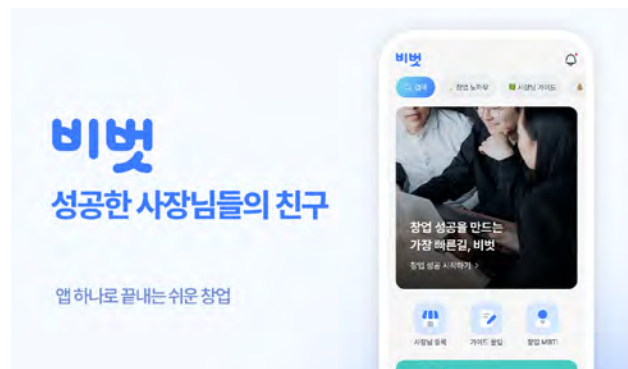 비벗
성공한 사장님들의 친구
앱 하나로 끝내는 쉬운 창업
비벗
검색
창업 노하우
사장님 가이드
창업 성공을 만드는
가장 빠른길, 비벗
창업 성공 시작하기 >
사장님 등록
가이드 꿀팁
창업 MBTI